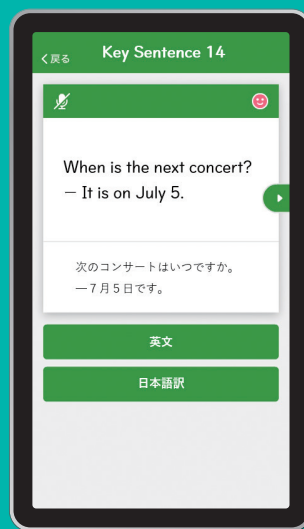 く戻る Key Sentence 14
When is the next concert?
– It is on July 5.
次のコンサートはいつですか。
―7月5日です。
英文
日本語訳